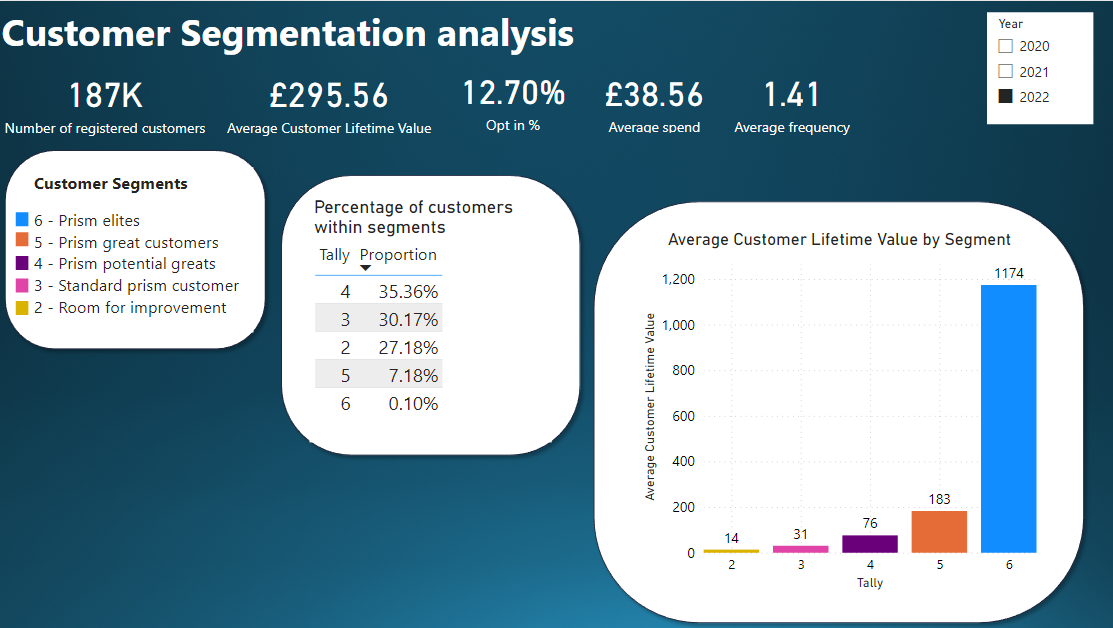 Customer Segmentation analysis
187K
Number of registered customers
£295.56
Average Customer Lifetime Value
12.70%
Opt in %
£38.56
Average spend
1.41
Average frequency
Year
2020
2021
2022
Customer Segments
6 - Prism elites
5 - Prism great customers
4 - Prism potential greats
3 - Standard prism customer
2 - Room for improvement
Percentage of customers
within segments
Tally Proportion
4 35.36%
3 30.17%
2 27.18%
5 7.18%
6 0.10%
Average Customer Lifetime Value by Segment
Average Customer Lifetime Value
1,200
1,000
800
600
400
200
0
14
31
76
183
1174
2 3 4 5 6
Tally